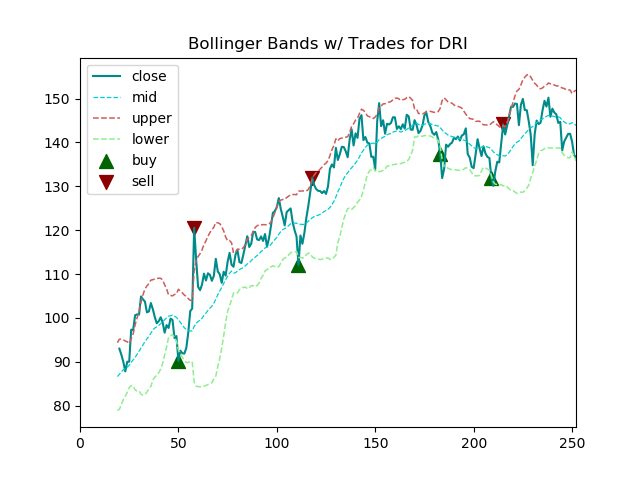 Bollinger Bands w/ Trades for DRI
close
mid
upper
lower
buy
sell
150
140
130
120
110
100
90
80
0 50 100 150 200 250